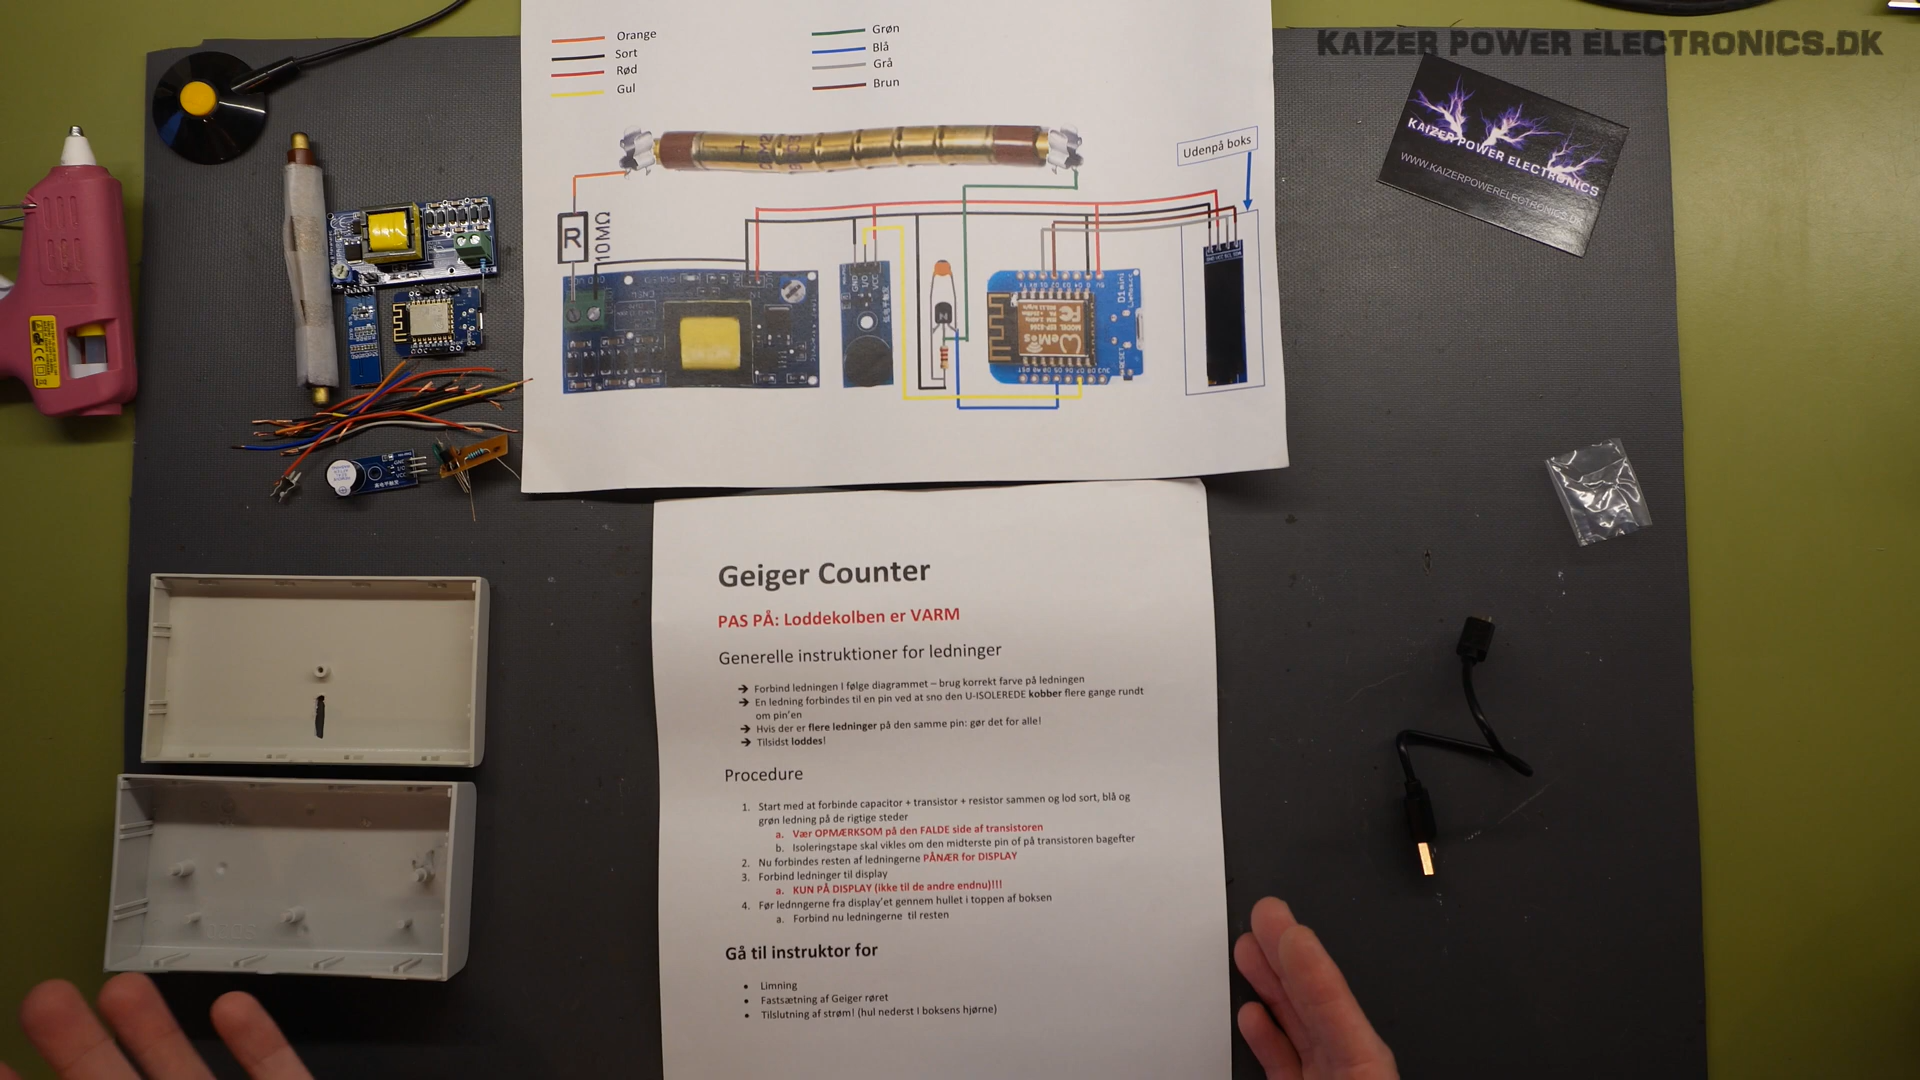 KAIZER POWER ELECTRONICS.DK
Orange
Sort
Rød
Gul
Grøn
Blå
Grå
Brun
Udenpå boks
KAIZER POWER ELECTRONICS
WWW.KAIZERPOWERELECTRONICS.DK
R
10MΩ
D1 mini
WeMos
RESET
GND
I/O
VCC
Geiger Counter
PAS PÅ: Loddekolben er VARM
Generelle instruktioner for ledninger
→ Forbind ledningen I følge diagrammet – brug korrekt farve på ledningen
→ En ledning forbindes til en pin ved at sno den U-ISOLEREDE kobber flere gange rundt
om pin'en
→ Hvis der er flere ledninger på den samme pin: gør det for alle!
→ Tilsidst loddes!
Procedure
1. Start med at forbinde capacitor + transistor + resistor sammen og lod sort, blå og
grøn ledning på de rigtige steder
a. Vær OPMÆRKSOM på den FALDE side af transistoren
b. Isoleringstape skal vikles om den midterste pin of på transistoren bagefter
2. Nu forbindes resten af ledningerne PÅNÆR for DISPLAY
3. Forbind ledninger til display
a. KUN PÅ DISPLAY (ikke til de andre endnu)!!!
4. Før lednngerne fra display'et gennem hullet i toppen af boksen
a. Forbind nu ledningerne til resten
Gå til instruktor for
• Limning
• Fastsætning af Geiger røret
• Tilslutning af strøm! (hul nederst I boksens hjørne)